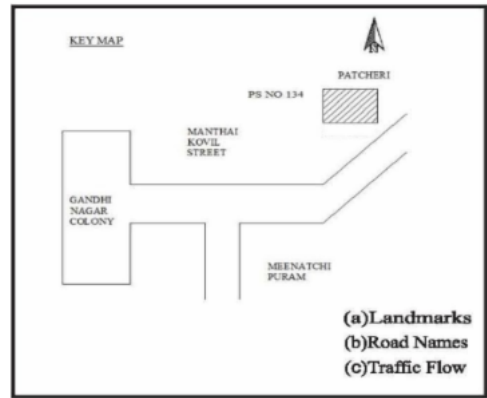 KEY MAP
N
PATCHERI
PS NO 134
MANTHAI
KOVIL
STREET
GANDHI
NAGAR
COLONY
MEENATCHI
PURAM
(a)Landmarks
(b)Road Names
(c)Traffic Flow